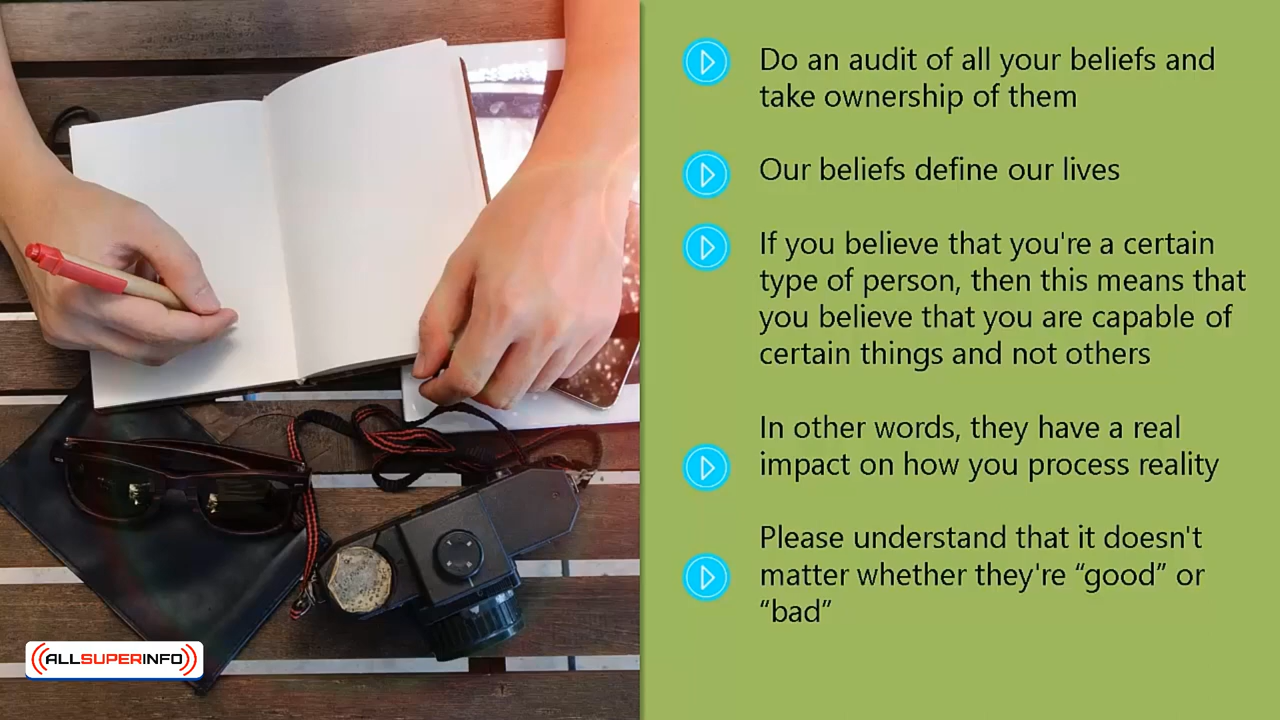 Do an audit of all your beliefs and
take ownership of them
Our beliefs define our lives
If you believe that you're a certain
type of person, then this means that
you believe that you are capable of
certain things and not others
In other words, they have a real
impact on how you process reality
Please understand that it doesn't
matter whether they're “good” or
“bad”
ALLSUPERINFO